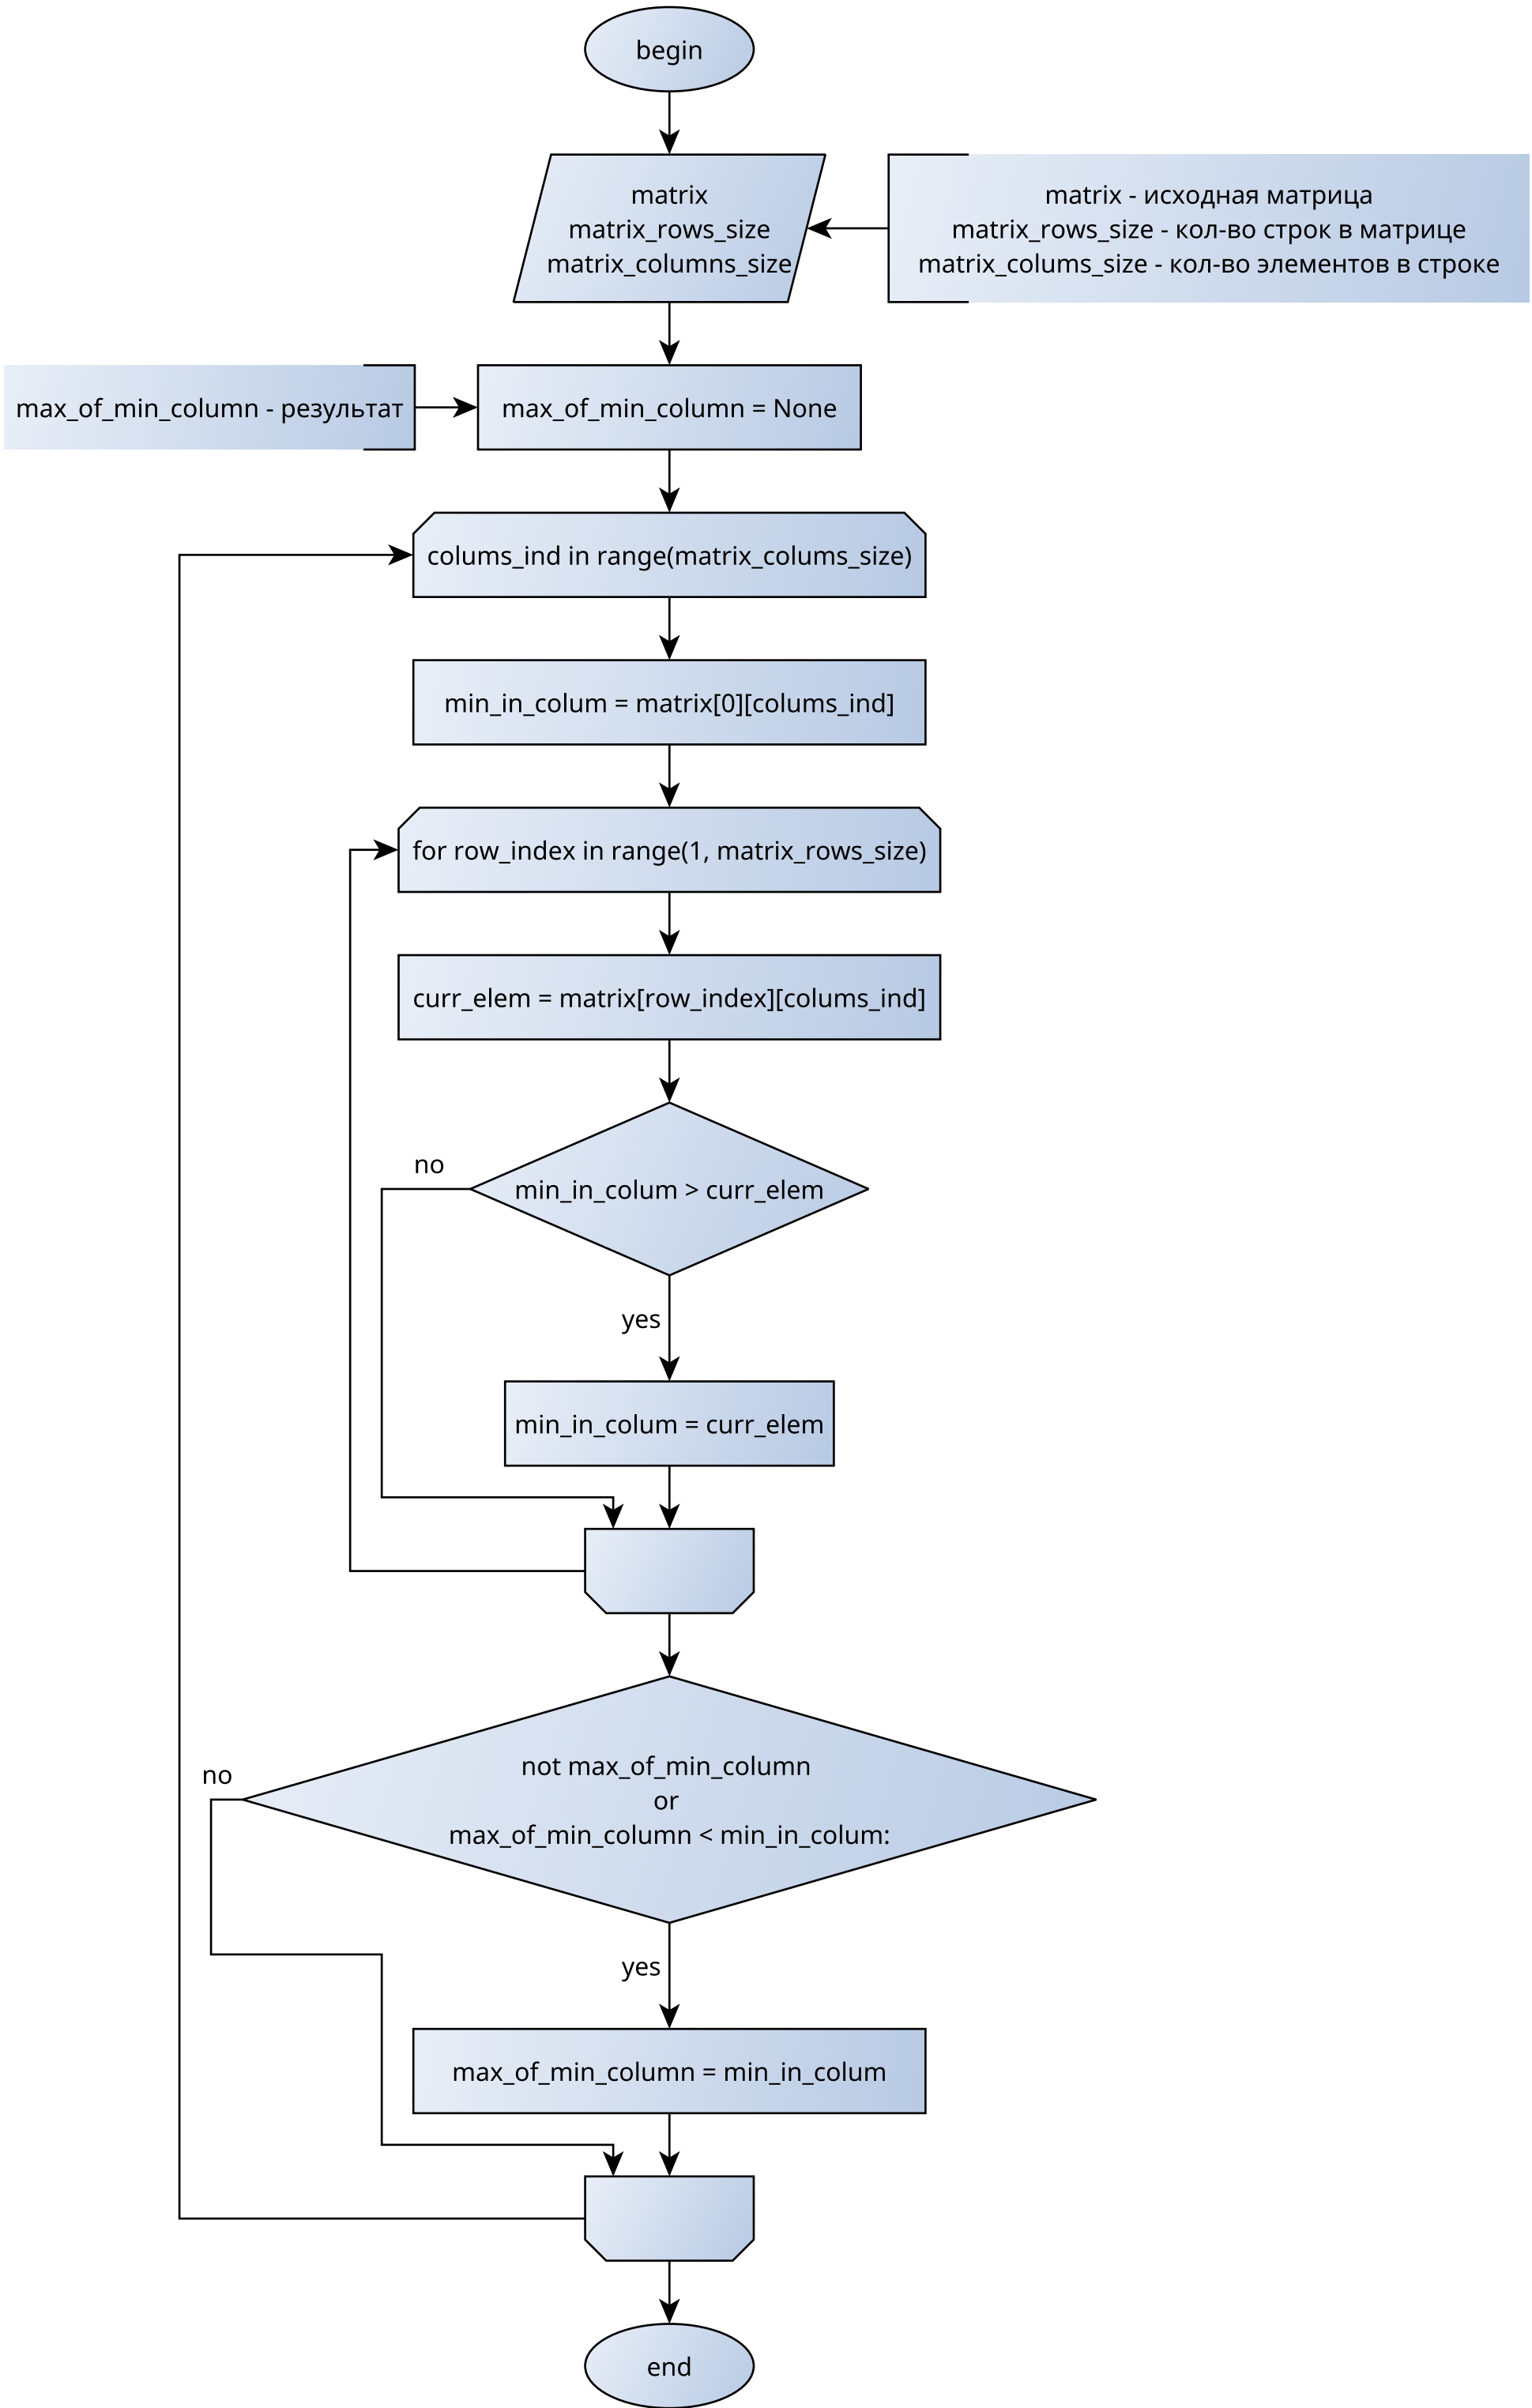 begin
matrix
matrix_rows_size
matrix_columns_size
matrix - исходная матрица
matrix_rows_size - кол-во строк в матрице
matrix_colums_size - кол-во элементов в строке
max_of_min_column - результат
max_of_min_column = None
colums_ind in range(matrix_colums_size)
min_in_colum = matrix[0][colums_ind]
for row_index in range(1, matrix_rows_size)
curr_elem = matrix[row_index][colums_ind]
no
min_in_colum > curr_elem
yes
min_in_colum = curr_elem
no
not max_of_min_column
or
max_of_min_column < min_in_colum:
yes
max_of_min_column = min_in_colum
end